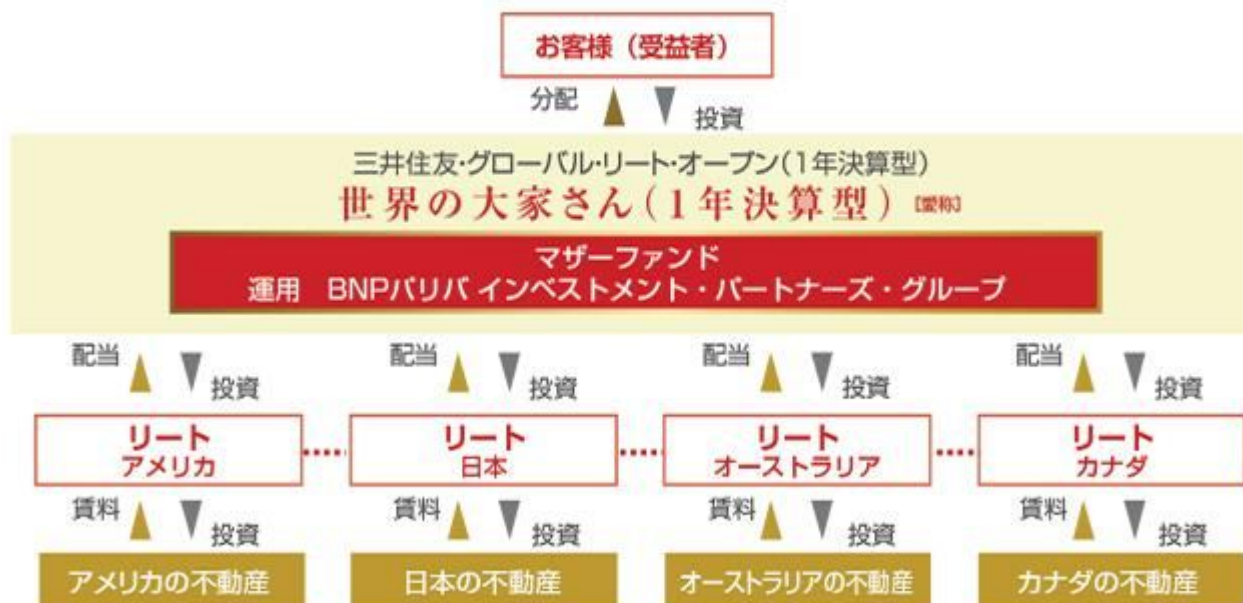 お客様（受益者）
分配
投資
三井住友・グローバル・リート・オープン（1年決算型）
世界の大家さん（1年決算型）［愛称］
マザーファンド
運用　BNPパリバ インベストメント・パートナーズ・グループ
配当 投資 配当 投資 配当 投資 配当 投資
リート リート リート リート
アメリカ 日本 オーストラリア カナダ
賃料 投資 賃料 投資 賃料 投資 賃料 投資
アメリカの不動産 日本の不動産 オーストラリアの不動産 カナダの不動産